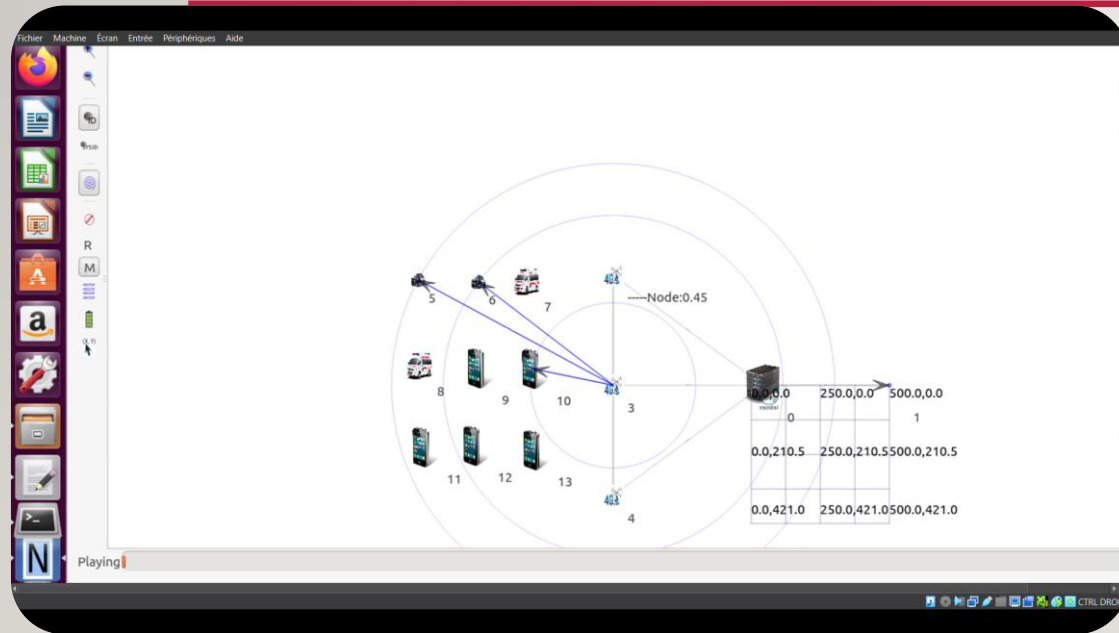 Fichier Machine Écran Entrée Périphériques Aide
R
M
----Node:0.45
5
6
7
8
9
10
3
0.0,0.0 250.0,0.0 500.0,0.0
0
1
0.0,210.5 250.0,210.5 500.0,210.5
11
12
13
4
0.0,421.0 250.0,421.0 500.0,421.0
Playing
CTRL DRO